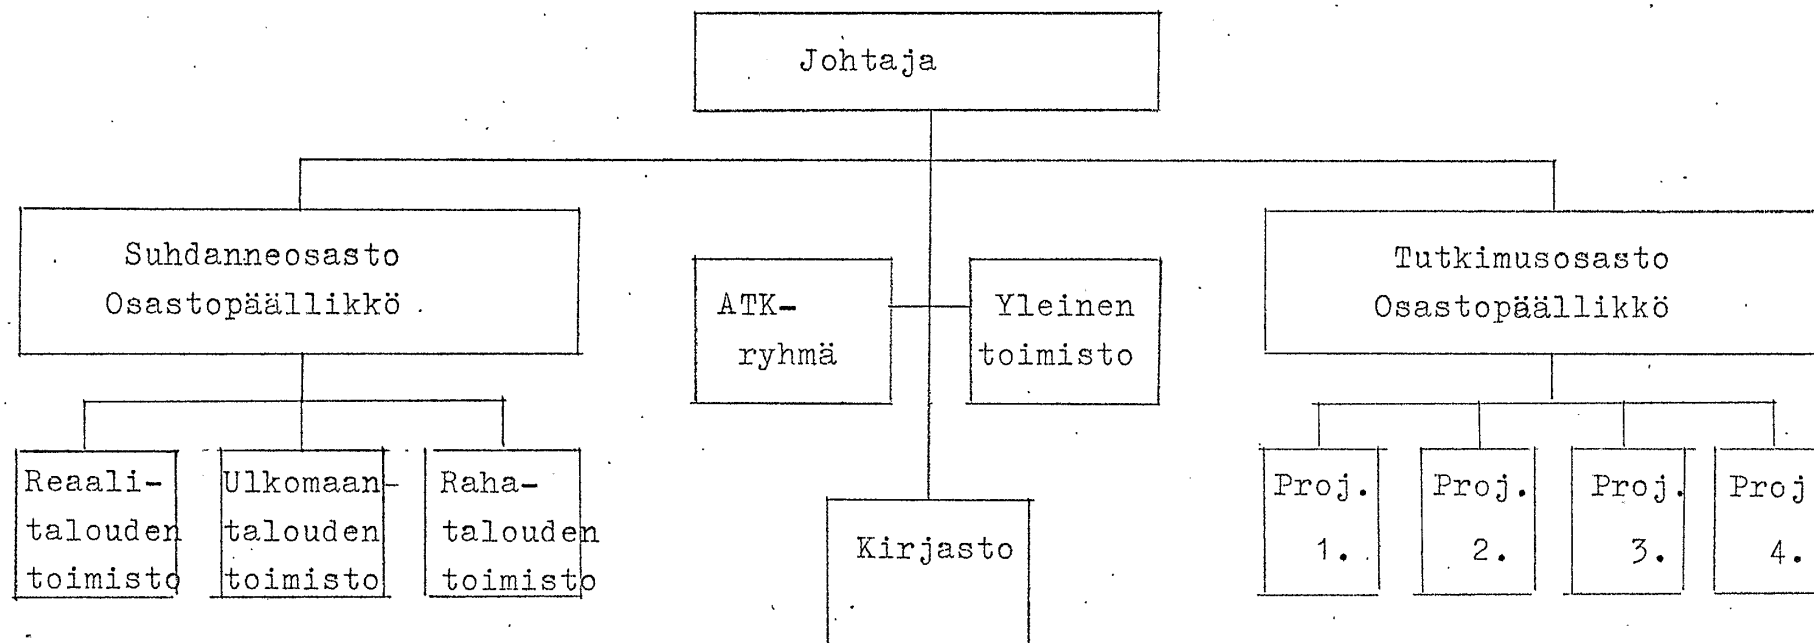 Johtaja
Suhdanneosasto
Osastopäällikkö
ATK-
ryhmä
Yleinen
toimisto
Tutkimusosasto
Osastopäällikkö
Reaali-
talouden
toimisto
Ulkomaan-
talouden
toimisto
Raha-
talouden
toimisto
Kirjasto
Proj.
1.
Proj.
2.
Proj.
3.
Proj
4.